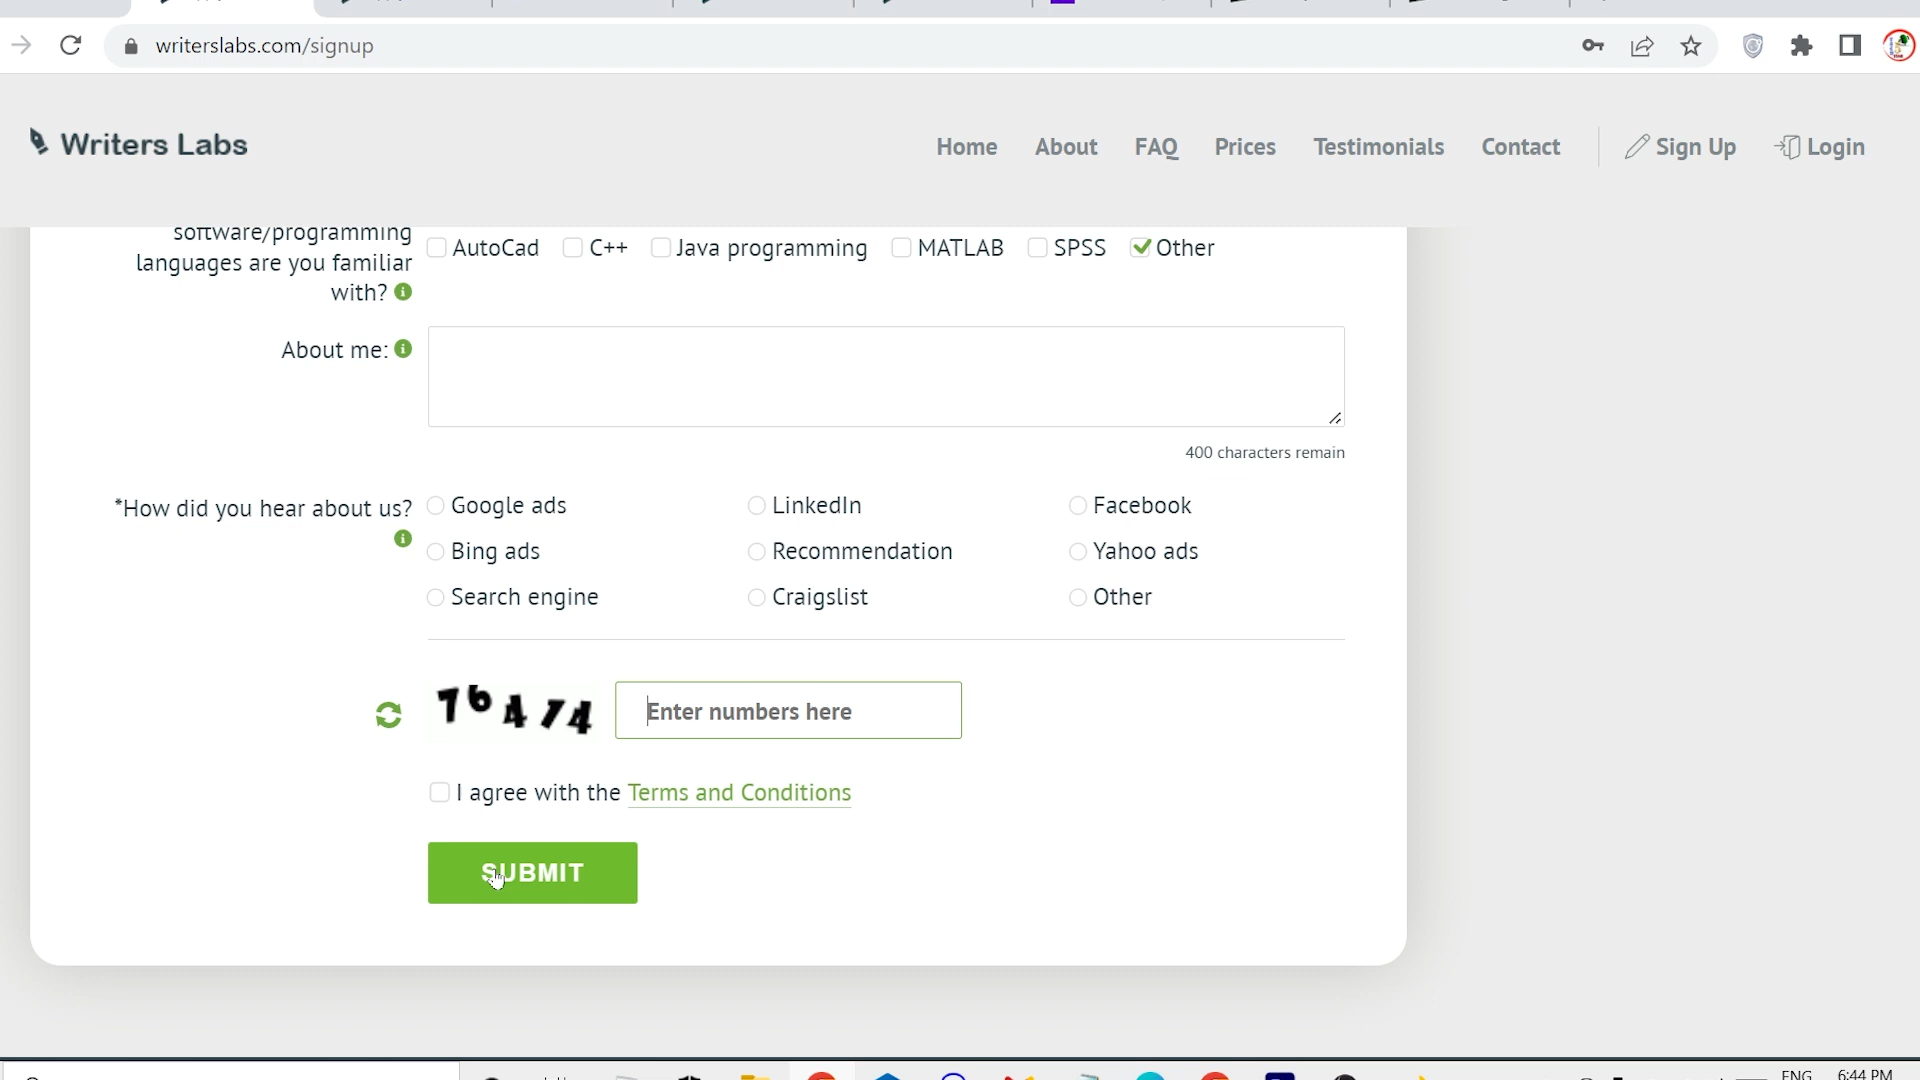 writerslabs.com/signup
Writers Labs
Home About FAQ Prices Testimonials Contact Sign Up Login
software/programming
languages are you familiar
with?
AutoCad C++ Java programming MATLAB SPSS Other
About me:
400 characters remain
*How did you hear about us?
Google ads LinkedIn Facebook
Bing ads Recommendation Yahoo ads
Search engine Craigslist Other
76474 Enter numbers here
I agree with the Terms and Conditions
SUBMIT
ENG 6:44 PM